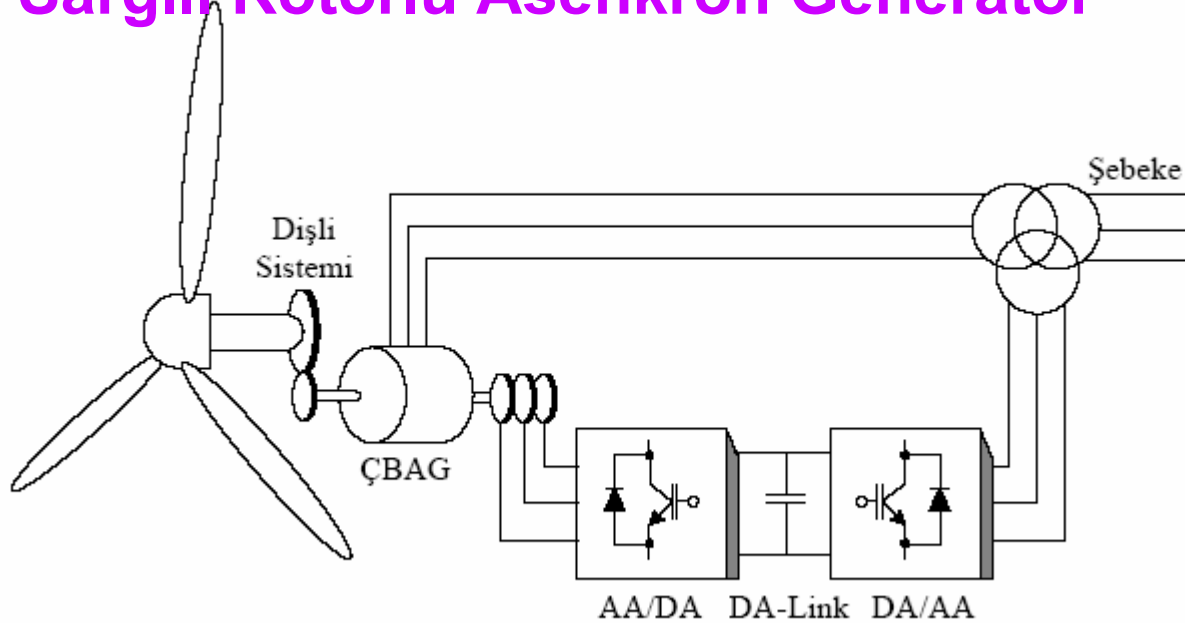 Sargılı Rotorlu Asenkron Generatör
Şebeke
Dişli
Sistemi
ÇBAG
AA/DA DA-Link DA/AA